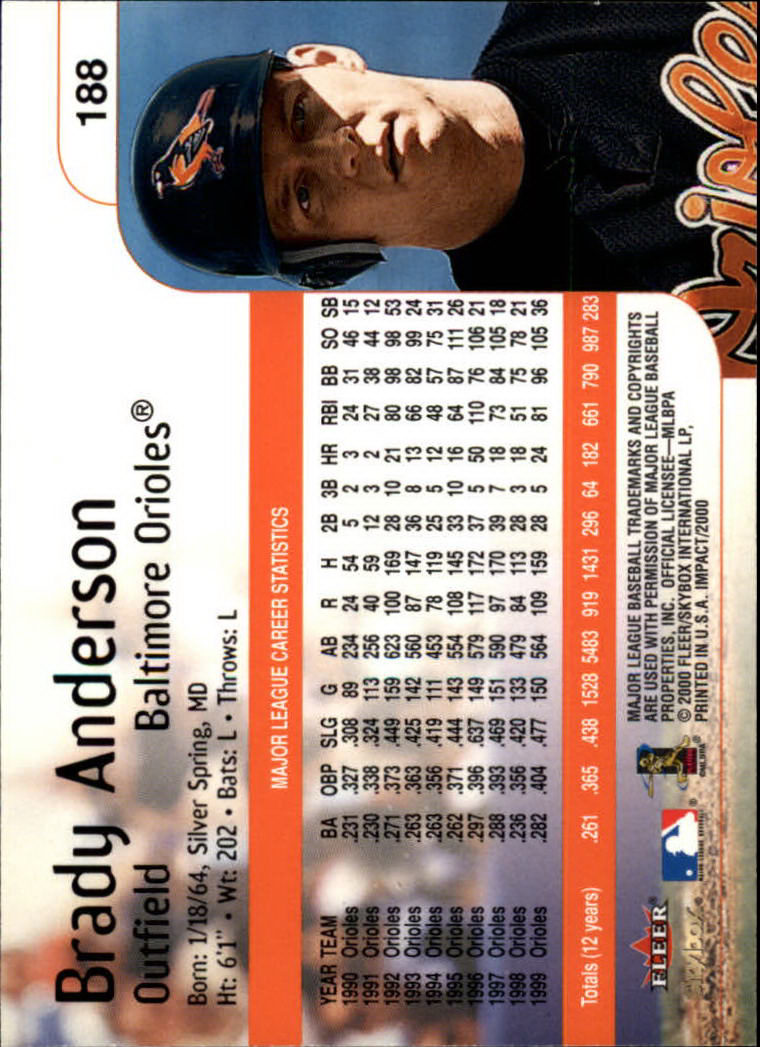 188
Brady Anderson
Outfield Baltimore Orioles®
Born: 1/18/64, Silver Spring, MD
Ht: 6'1" • Wt: 202 • Bats: L • Throws: L
MAJOR LEAGUE CAREER STATISTICS
YEAR TEAM BA OBP SLG G AB R H 2B 3B HR RBI BB SO SB
1990 Orioles .231 .327 .308 89 234 24 54 5 2 3 24 31 46 15
1991 Orioles .230 .338 .324 113 256 40 59 12 3 2 27 38 44 12
1992 Orioles .271 .373 .449 159 623 100 169 28 10 21 80 98 98 53
1993 Orioles .263 .363 .425 142 560 87 147 36 8 13 66 82 99 24
1994 Orioles .263 .356 .419 111 453 78 119 25 5 12 48 57 75 31
1995 Orioles .262 .371 .444 143 554 108 145 33 10 16 64 87 111 26
1996 Orioles .297 .396 .637 149 579 117 172 37 5 50 110 76 106 21
1997 Orioles .288 .393 .469 151 590 97 170 39 7 18 73 84 105 18
1998 Orioles .236 .356 .420 133 479 84 113 28 3 18 51 75 78 21
1999 Orioles .282 .404 .477 150 564 109 159 28 5 24 81 96 105 36
Totals (12 years) .261 .365 .438 1528 5483 919 1431 296 64 182 661 790 987 283
FLEER
skybox
MAJOR LEAGUE BASEBALL TRADEMARKS AND COPYRIGHTS
ARE USED WITH PERMISSION OF MAJOR LEAGUE BASEBALL
PROPERTIES, INC. OFFICIAL LICENSEE—MLBPA
© 2000 FLEER/SKYBOX INTERNATIONAL LP,
PRINTED IN U.S.A. IMPACT/2000